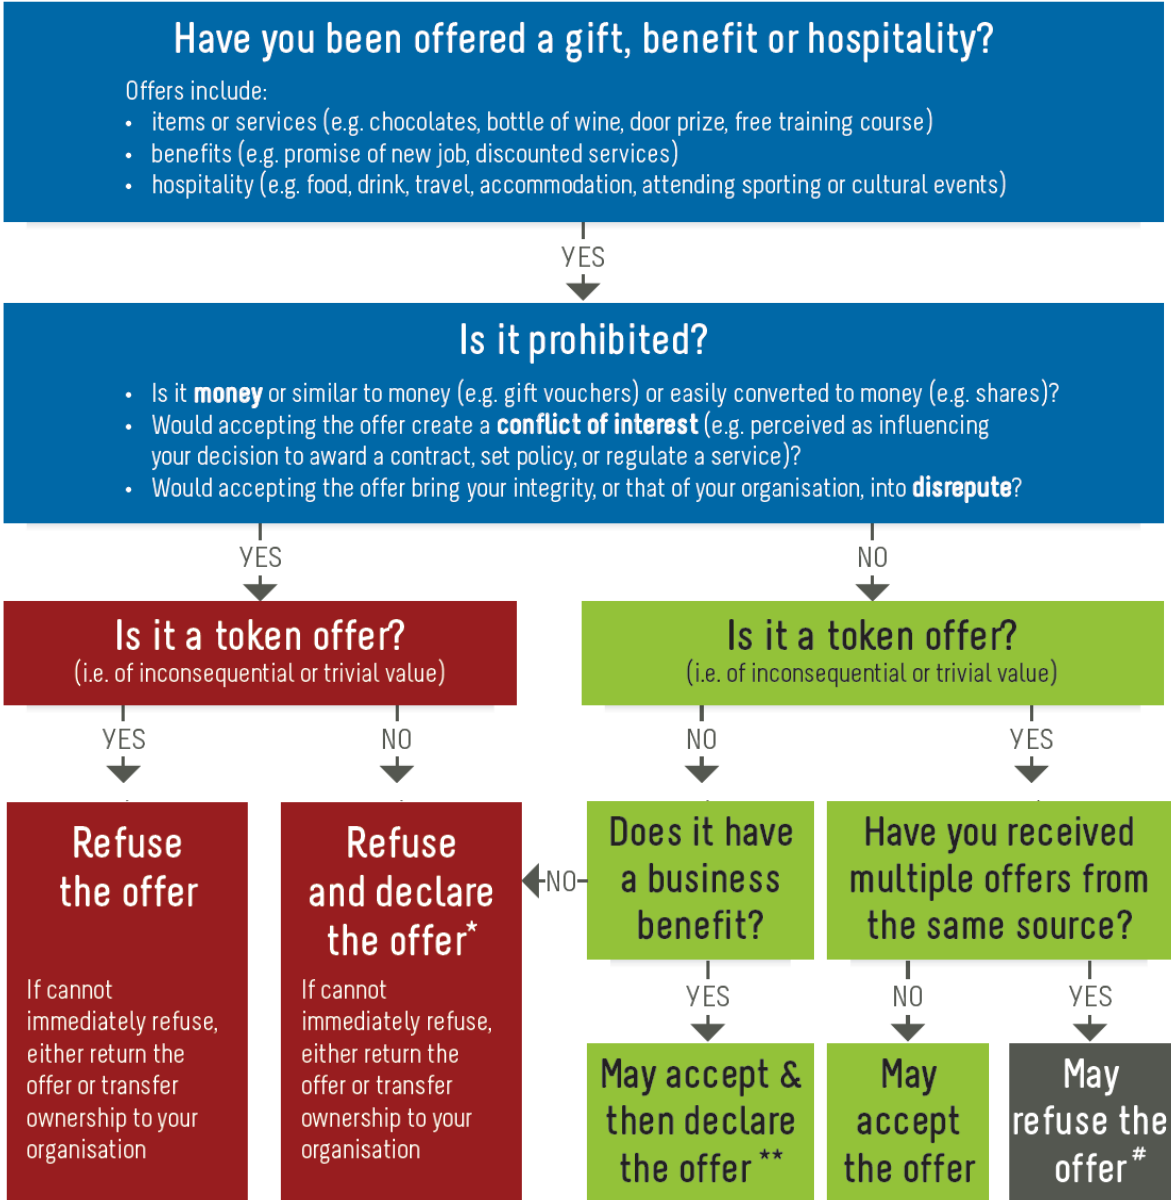 Have you been offered a gift, benefit or hospitality?
Offers include:
• items or services (e.g. chocolates, bottle of wine, door prize, free training course)
• benefits (e.g. promise of new job, discounted services)
• hospitality (e.g. food, drink, travel, accommodation, attending sporting or cultural events)
YES
Is it prohibited?
• Is it money or similar to money (e.g. gift vouchers) or easily converted to money (e.g. shares)?
• Would accepting the offer create a conflict of interest (e.g. perceived as influencing
your decision to award a contract, set policy, or regulate a service)?
• Would accepting the offer bring your integrity, or that of your organisation, into disrepute?
YES
NO
Is it a token offer?
(i.e. of inconsequential or trivial value)
Is it a token offer?
(i.e. of inconsequential or trivial value)
YES
NO
NO
YES
Refuse
the offer
If cannot
immediately refuse,
either return the
offer or transfer
ownership to your
organisation
Refuse
and declare
the offer*
If cannot
immediately refuse,
either return the
offer or transfer
ownership to your
organisation
NO
Does it have
a business
benefit?
Have you received
multiple offers from
the same source?
YES
NO
YES
May accept &
then declare
the offer **
May
accept
the offer
May
refuse the
offer#